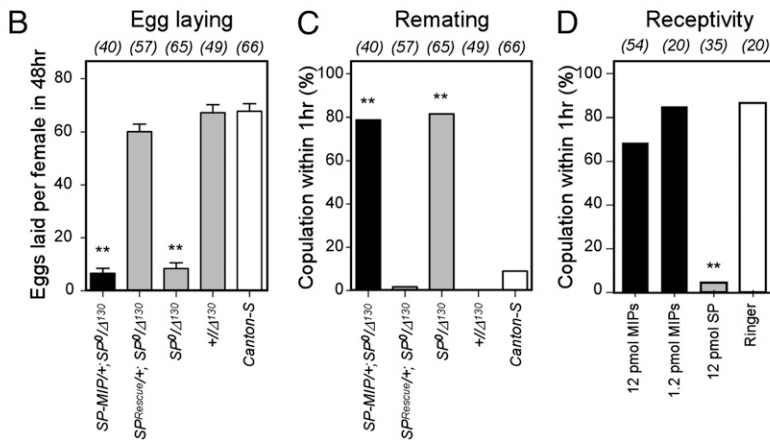 B Egg laying
(40) (57) (65) (49) (66)
Eggs laid per female in 48hr
80
60
40
20
0
**
**
SP-MIP/+; SP⁰/Δ¹³⁰
SPRescue/+; SP⁰/Δ¹³⁰
SP⁰/Δ¹³⁰
+/Δ¹³⁰
Canton-S
C Remating
(40) (57) (65) (49) (66)
Copulation within 1hr (%)
100
80
60
40
20
0
**
**
SP-MIP/+; SP⁰/Δ¹³⁰
SPRescue/+; SP⁰/Δ¹³⁰
SP⁰/Δ¹³⁰
+/Δ¹³⁰
Canton-S
D Receptivity
(54) (20) (35) (20)
Copulation within 1hr (%)
100
80
60
40
20
0
**
12 pmol MIPs
1.2 pmol MIPs
12 pmol SP
Ringer